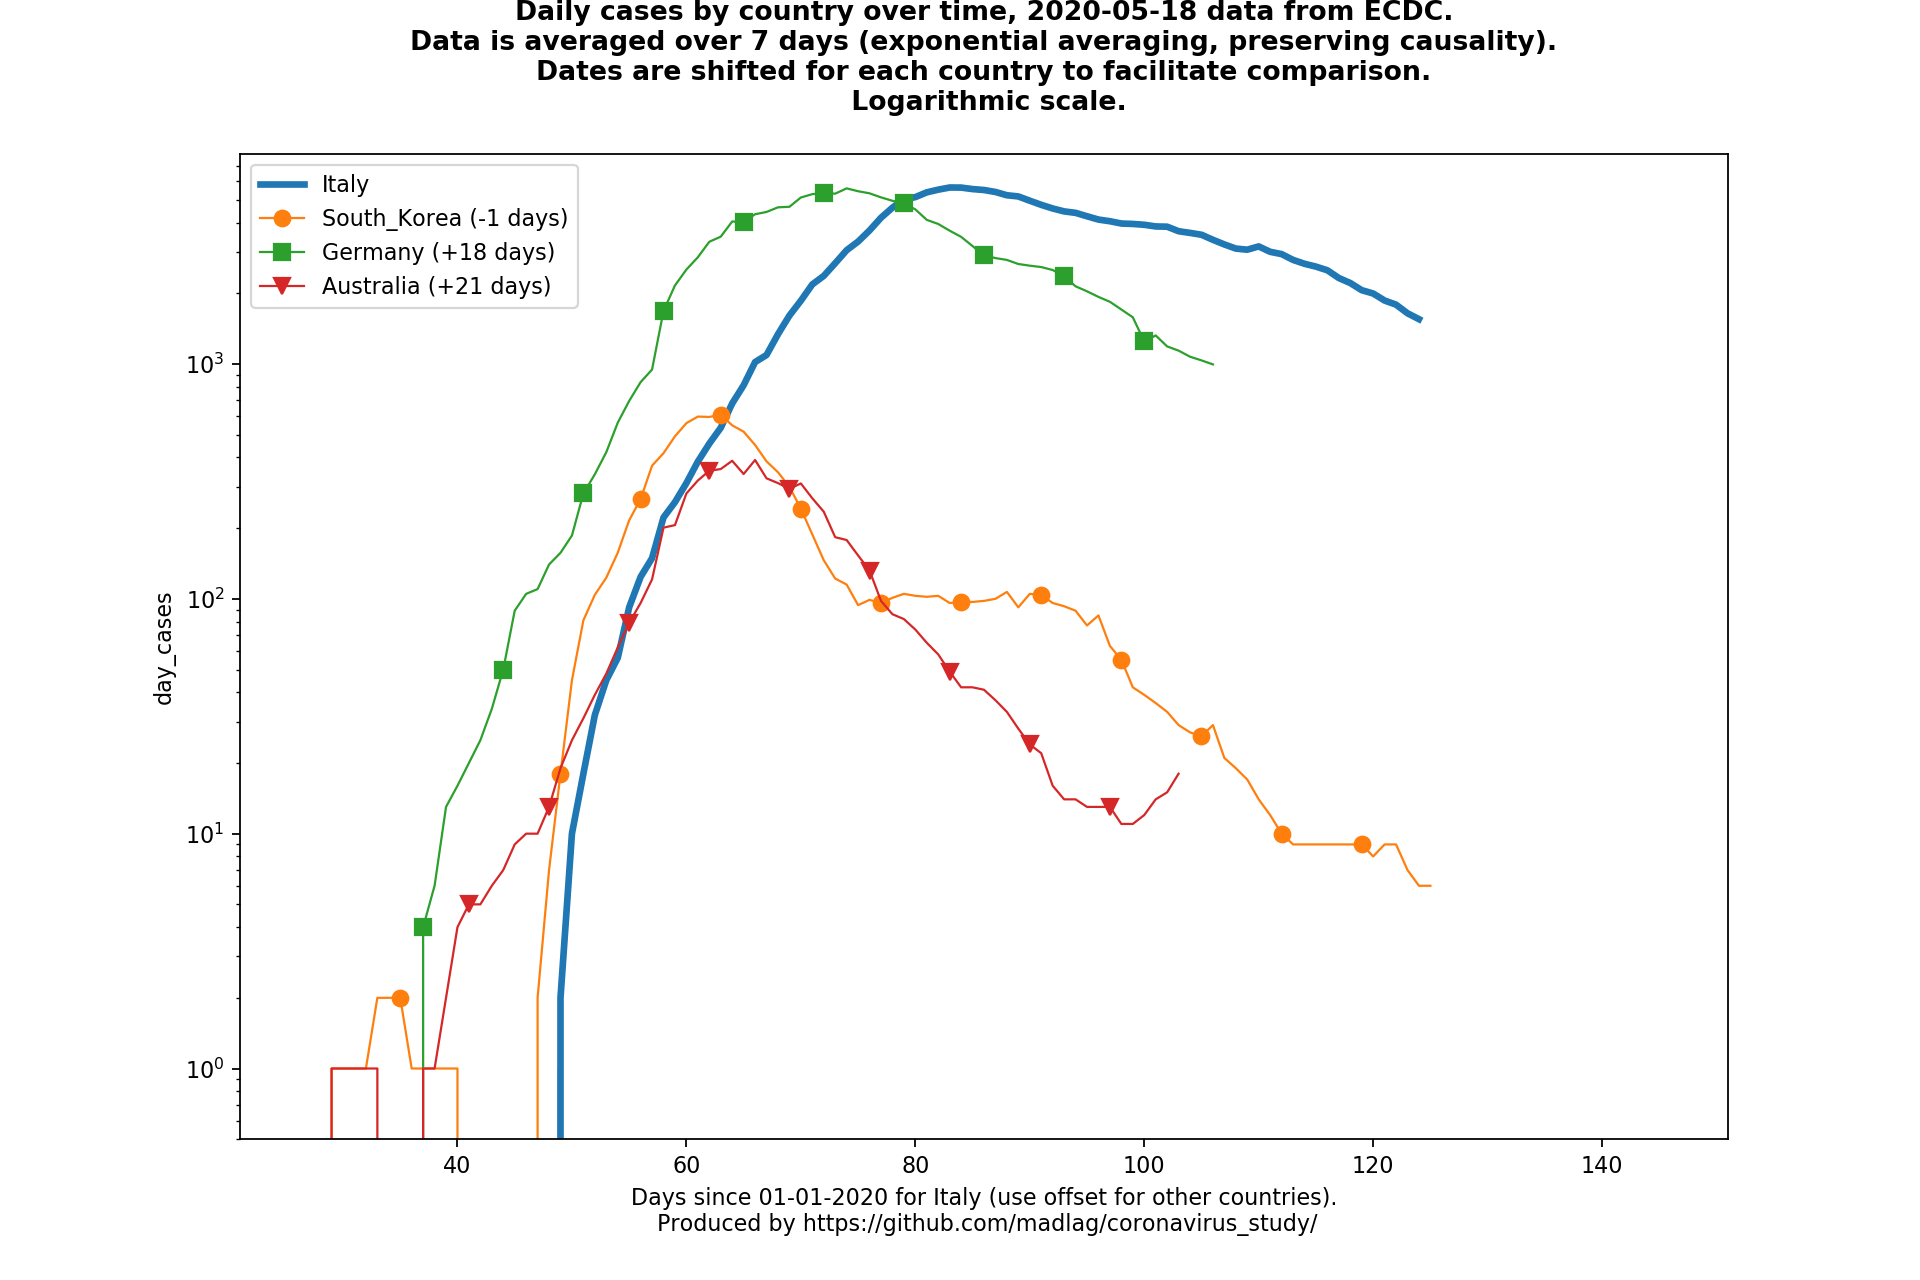 Daily cases by country over time, 2020-05-18 data from ECDC.
Data is averaged over 7 days (exponential averaging, preserving causality).
Dates are shifted for each country to facilitate comparison.
Logarithmic scale.
Italy
South_Korea (-1 days)
Germany (+18 days)
Australia (+21 days)
10³
10²
10¹
10⁰
day_cases
40 60 80 100 120 140
Days since 01-01-2020 for Italy (use offset for other countries).
Produced by https://github.com/madlag/coronavirus_study/